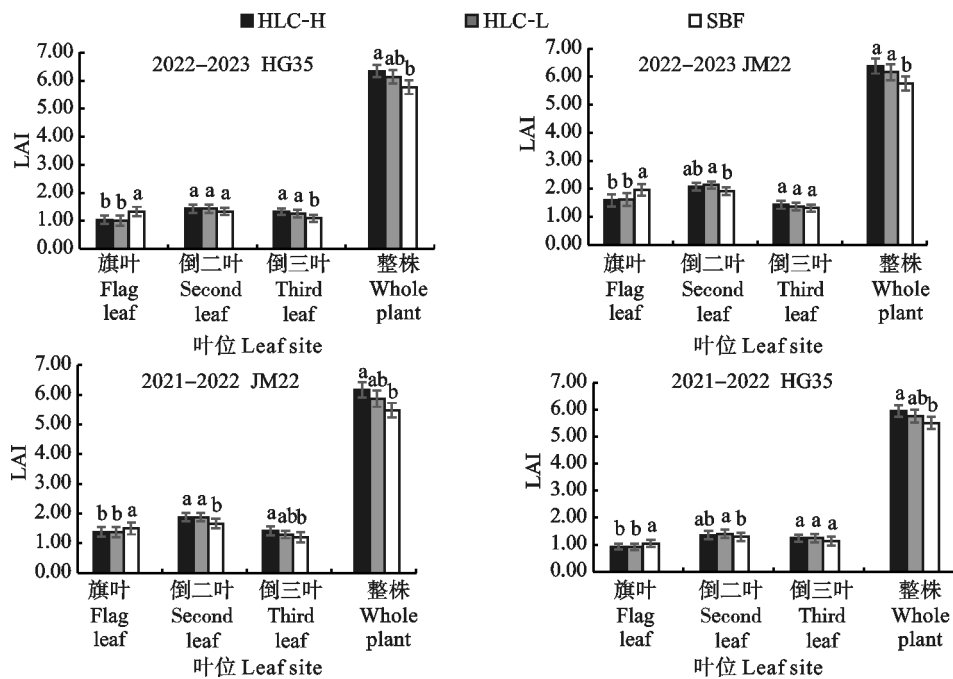 HLC-H HLC-L SBF
2022–2023 HG35
LAI
7.00
6.00
5.00
4.00
3.00
2.00
1.00
0.00
b b a
a a a
a a b
a ab b
旗叶 倒二叶 倒三叶 整株
Flag Second Third Whole
leaf leaf leaf plant
叶位 Leaf site
2022–2023 JM22
LAI
7.00
6.00
5.00
4.00
3.00
2.00
1.00
0.00
b b a
ab a b
a a a
a a b
旗叶 倒二叶 倒三叶 整株
Flag Second Third Whole
leaf leaf leaf plant
叶位 Leaf site
2021–2022 JM22
LAI
7.00
6.00
5.00
4.00
3.00
2.00
1.00
0.00
b b a
a a b
a ab b
a ab b
旗叶 倒二叶 倒三叶 整株
Flag Second Third Whole
leaf leaf leaf plant
叶位 Leaf site
2021–2022 HG35
LAI
7.00
6.00
5.00
4.00
3.00
2.00
1.00
0.00
b b a
ab a b
a a a
a ab b
旗叶 倒二叶 倒三叶 整株
Flag Second Third Whole
leaf leaf leaf plant
叶位 Leaf site